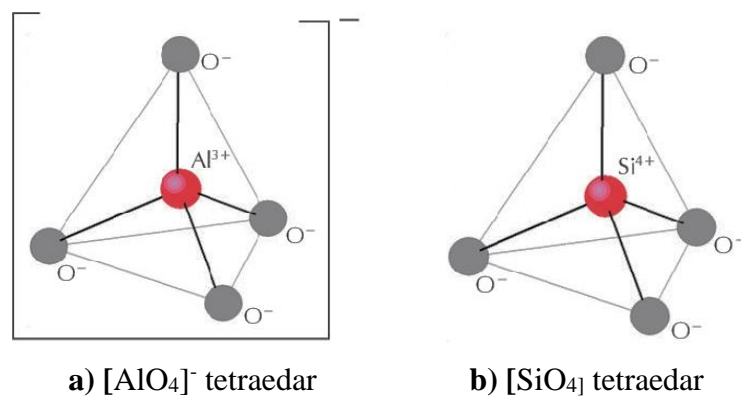 −
O⁻ O⁻
Al³⁺ Si⁴⁺
O⁻ O⁻
O⁻ O⁻
O⁻ O⁻
a) [AlO₄]⁻ tetraedar b) [SiO₄] tetraedar